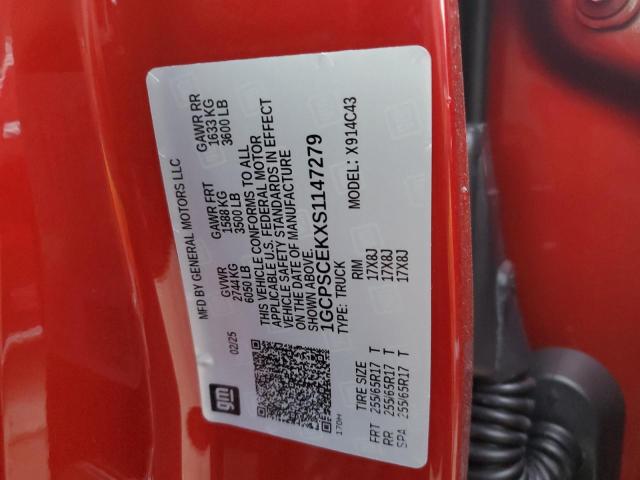 gm
MFD BY GENERAL MOTORS LLC
02/25
GVWR GAWR FRT GAWR RR
2744 KG 1588 KG 1633 KG
6050 LB 3500 LB 3600 LB
THIS VEHICLE CONFORMS TO ALL
APPLICABLE U.S. FEDERAL MOTOR
VEHICLE SAFETY STANDARDS IN EFFECT
ON THE DATE OF MANUFACTURE
SHOWN ABOVE.
1GCPSCEKXS1147279
TYPE: TRUCK MODEL: X914C43
170H
TIRE SIZE RIM
FRT 255/65R17 T 17X8J
RR 255/65R17 T 17X8J
SPA 255/65R17 T 17X8J